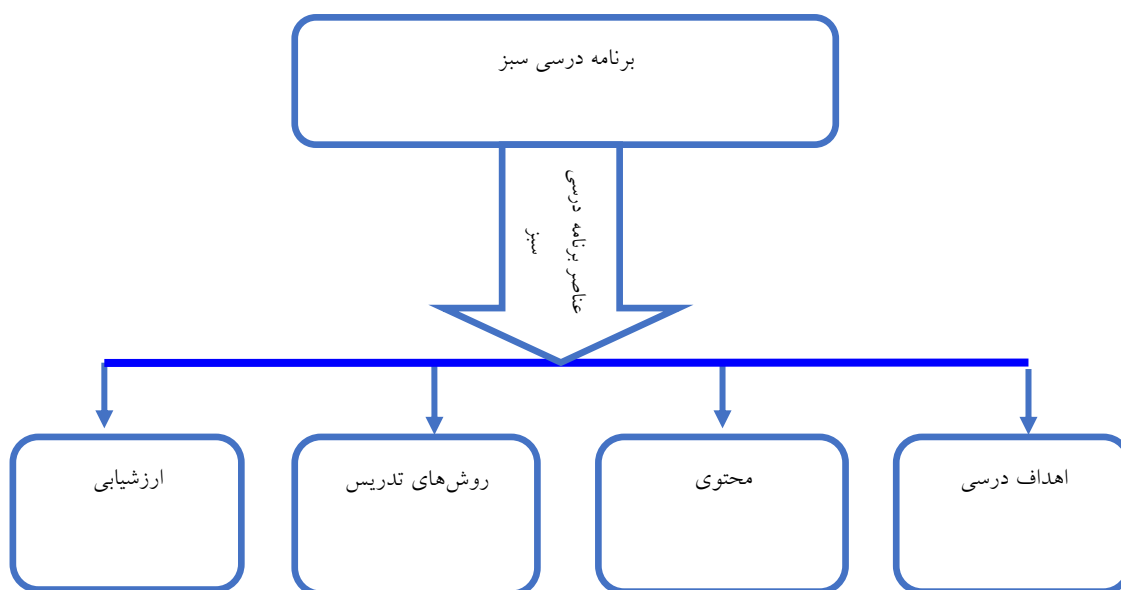 برنامه درسی سبز
عناصر برنامه درسی
سبز
اهداف درسی
محتوی
روش‌های تدریس
ارزشیابی